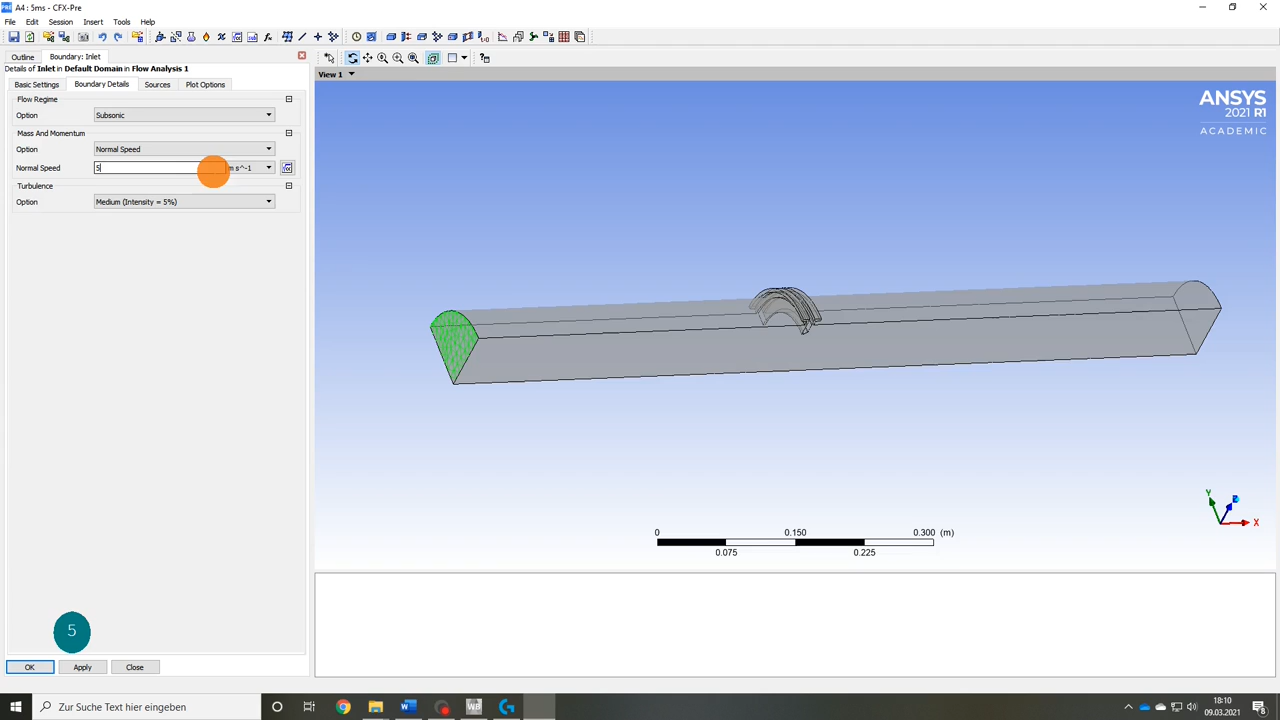 A4 : 5ms - CFX-Pre
File Edit Session Insert Tools Help
Outline Boundary: Inlet
Details of Inlet in Default Domain in Flow Analysis 1
Basic Settings Boundary Details Sources Plot Options
Flow Regime
Option Subsonic
Mass And Momentum
Option Normal Speed
Normal Speed 5 m s^-1
Turbulence
Option Medium (Intensity = 5%)
View 1
ANSYS
2021 R1
ACADEMIC
Y
Z
X
0 0.150 0.300 (m)
0.075 0.225
5
OK Apply Close
Zur Suche Text hier eingeben
18:10
09.03.2021
8